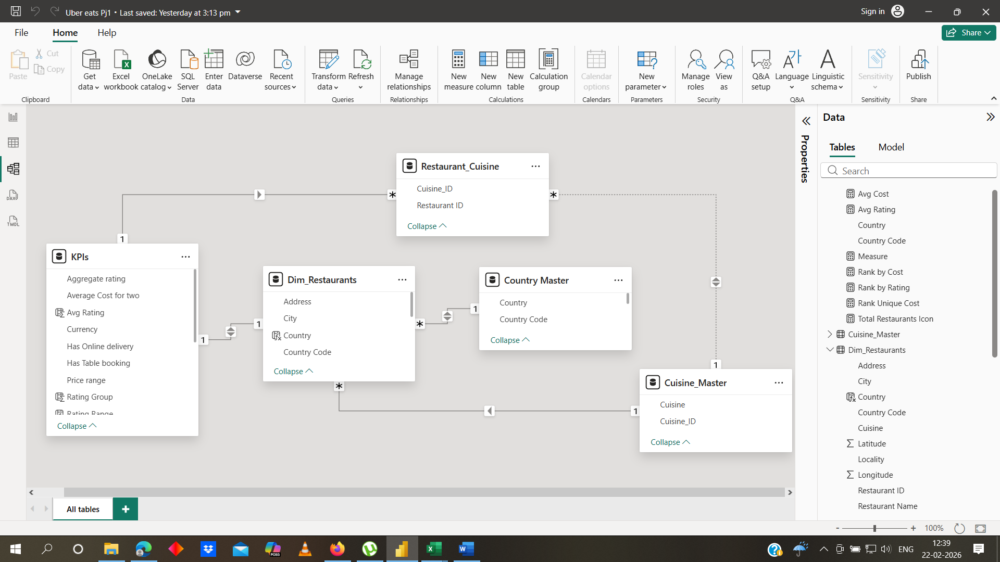 Uber eats Pj1 • Last saved: Yesterday at 3:13 pm
Sign in
File
Home
Help
Share
Paste
Cut
Copy
Clipboard
Get data
Excel workbook
OneLake catalog
SQL Server
Enter data
Dataverse
Recent sources
Data
Transform data
Refresh
Queries
Manage relationships
Relationships
New measure
New column
New table
Calculation group
Calculations
Calendar options
Calendars
New parameter
Parameters
Manage roles
View as
Security
Q&A setup
Language
Linguistic schema
Q&A
Sensitivity
Sensitivity
Publish
Share
DAX
TMDL
Restaurant_Cuisine
Cuisine_ID
Restaurant ID
Collapse
*
*
1
KPIs
Aggregate rating
Average Cost for two
Avg Rating
Currency
Has Online delivery
Has Table booking
Price range
Rating Group
Rating Range
Collapse
1
1
Dim_Restaurants
Address
City
Country
Country Code
Collapse
*
*
1
Country Master
Country
Country Code
Collapse
1
1
Cuisine_Master
Cuisine
Cuisine_ID
Collapse
All tables
+
Properties
Data
Tables
Model
Search
Avg Cost
Avg Rating
Country
Country Code
Measure
Rank by Cost
Rank by Rating
Rank Unique Cost
Total Restaurants Icon
Cuisine_Master
Dim_Restaurants
Address
City
Country
Country Code
Cuisine
Latitude
Locality
Longitude
Restaurant ID
Restaurant Name
- + 100%
M365
ENG
12:39
22-02-2026